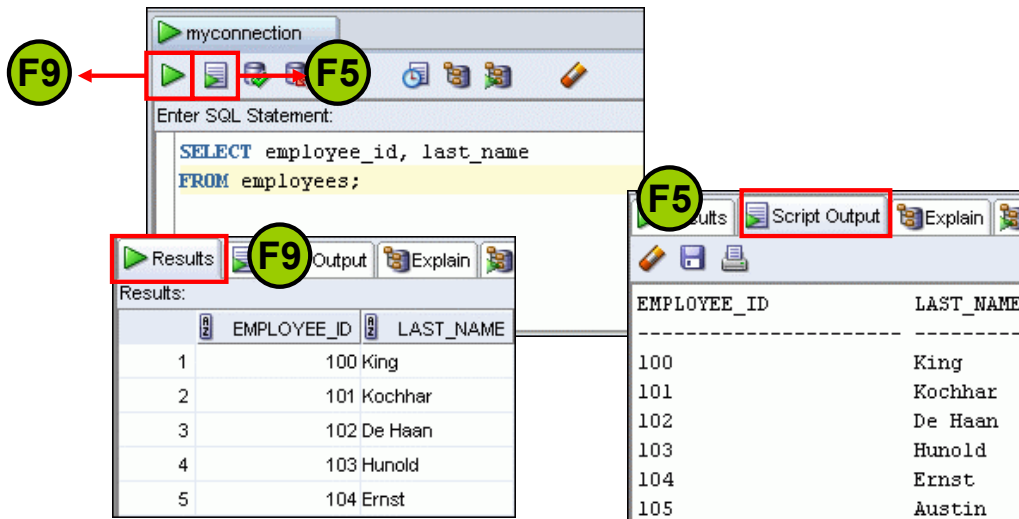 myconnection
F9
F5
Enter SQL Statement:
SELECT employee_id, last_name
FROM employees;
Results
F9
Output
Explain
Results:
EMPLOYEE_ID LAST_NAME
1 100 King
2 101 Kochhar
3 102 De Haan
4 103 Hunold
5 104 Ernst
F5
Script Output
Explain
EMPLOYEE_ID LAST_NAME
100 King
101 Kochhar
102 De Haan
103 Hunold
104 Ernst
105 Austin